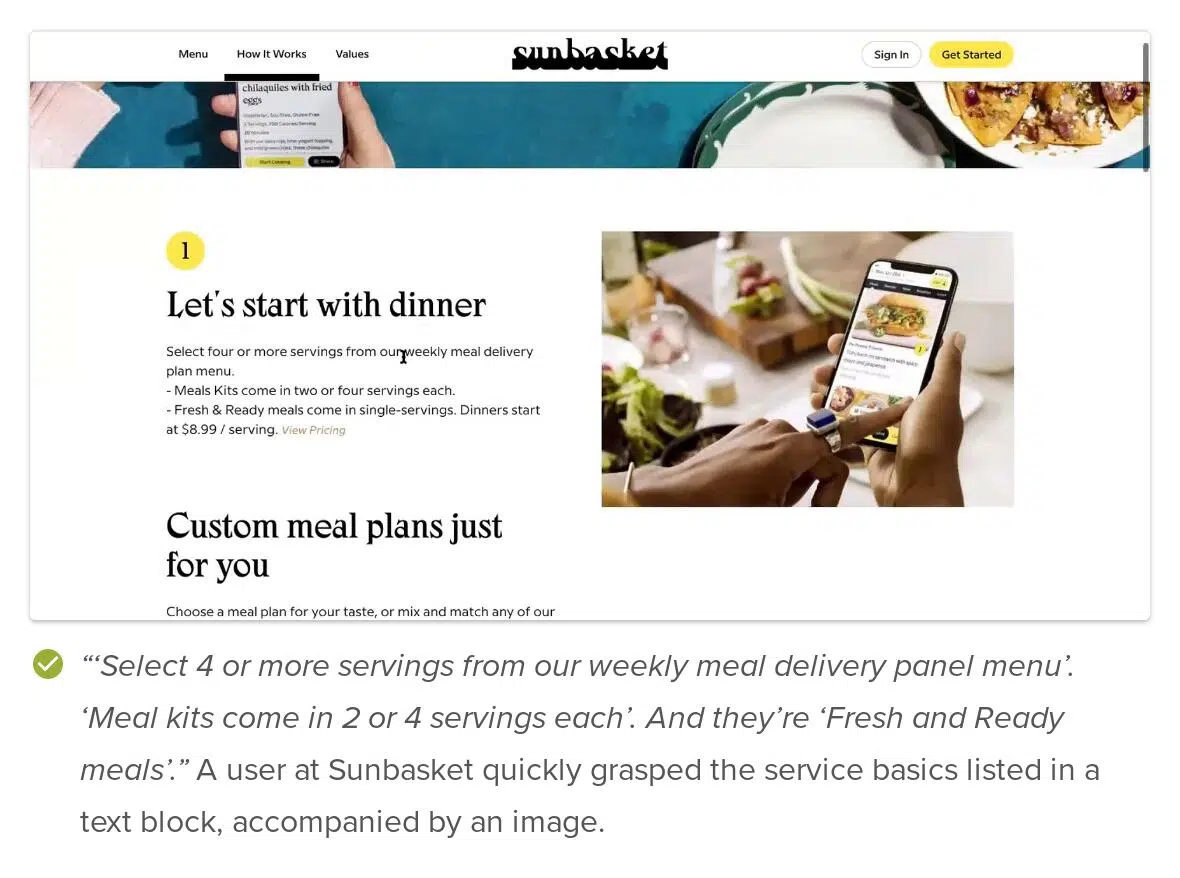 Menu How It Works Values sunbasket Sign In Get Started
chilaquiles with fried
eggs
Start Cooking Share
1
Let's start with dinner
Select four or more servings from our weekly meal delivery
plan menu.
- Meals Kits come in two or four servings each.
- Fresh & Ready meals come in single-servings. Dinners start
at $8.99 / serving. View Pricing
Custom meal plans just
for you
Choose a meal plan for your taste, or mix and match any of our
“‘Select 4 or more servings from our weekly meal delivery panel menu’.
‘Meal kits come in 2 or 4 servings each’. And they’re ‘Fresh and Ready
meals’.” A user at Sunbasket quickly grasped the service basics listed in a
text block, accompanied by an image.